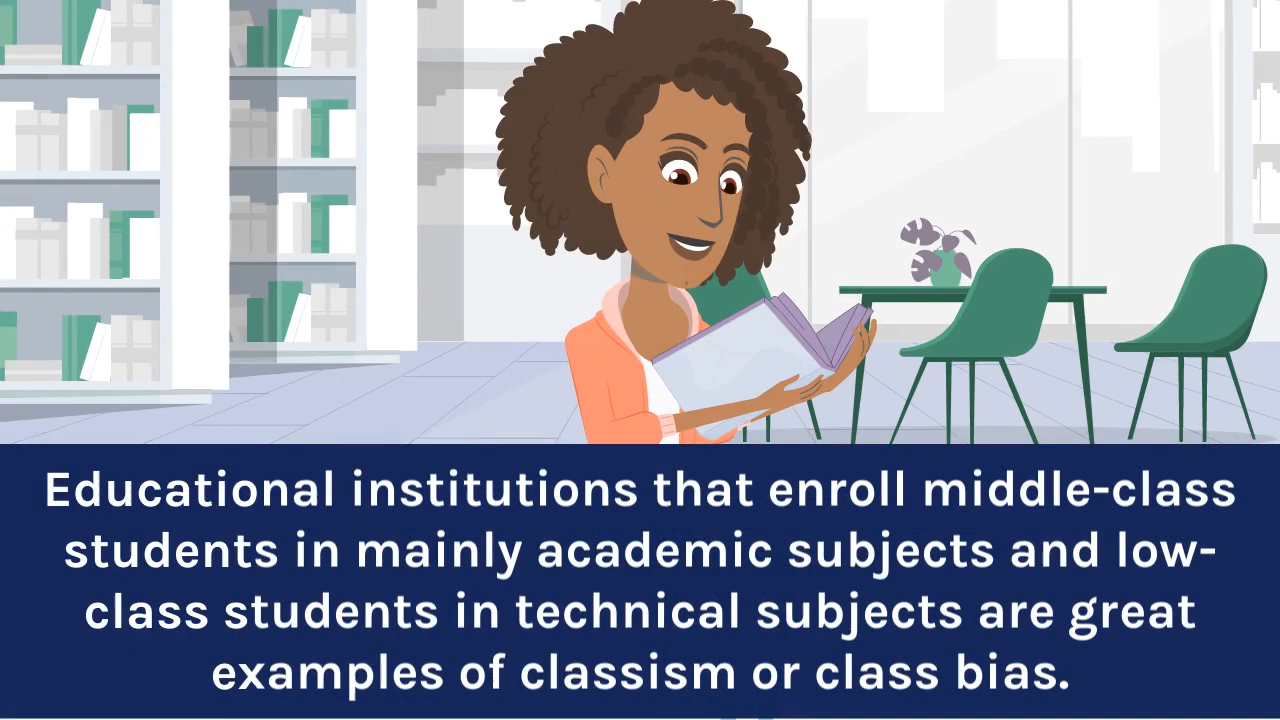 Educational institutions that enroll middle-class
students in mainly academic subjects and low-
class students in technical subjects are great
examples of classism or class bias.